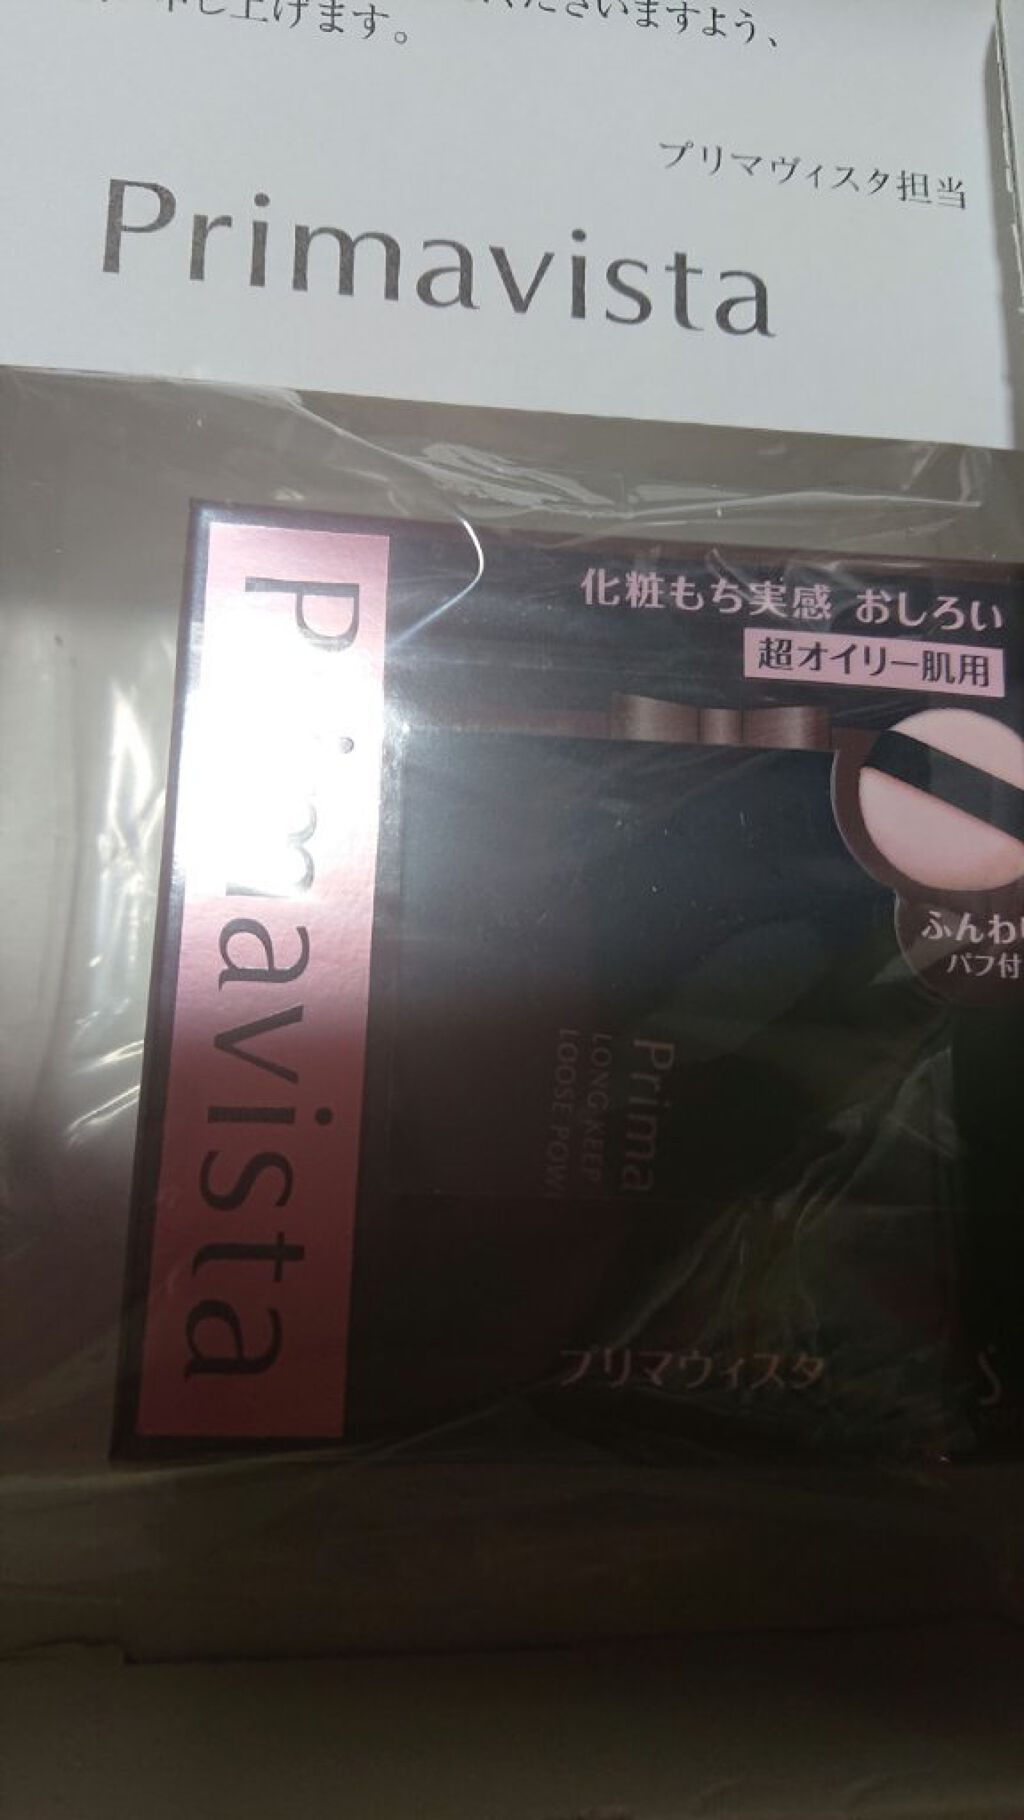 し上げます。
くださいますよう、
プリマヴィスタ担当
Primavista
Primavista
化粧もち実感 おしろい
超オイリー肌用
ふんわ
パフ付
Prima
LONG KEEP
LOOSE POW
プリマヴィスタ